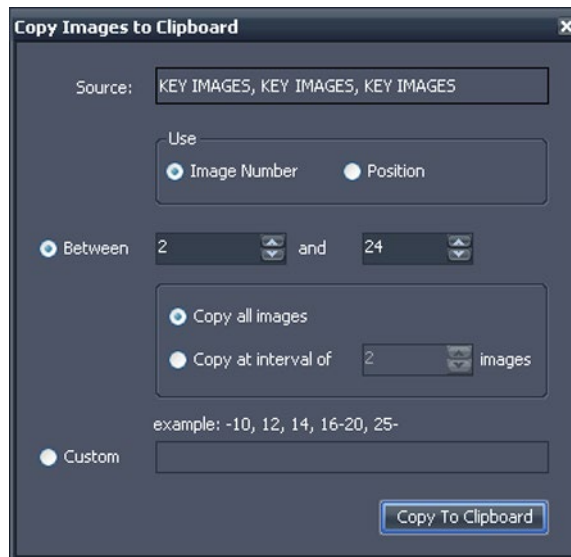 Copy Images to Clipboard
Source: KEY IMAGES, KEY IMAGES, KEY IMAGES
Use
Image Number Position
Between 2 and 24
Copy all images
Copy at interval of 2 images
example: -10, 12, 14, 16-20, 25-
Custom
Copy To Clipboard